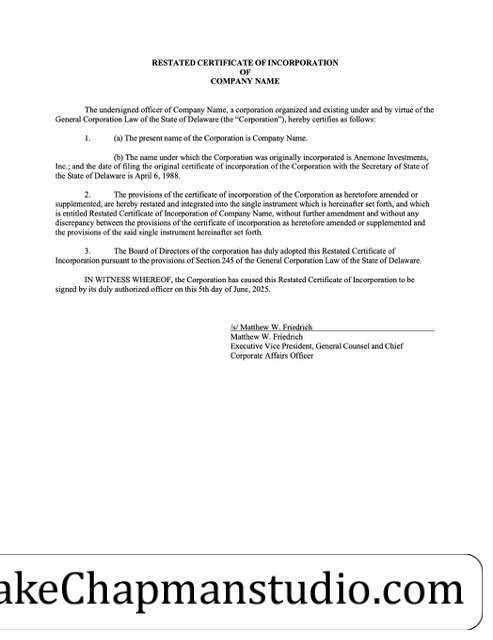 RESTATED CERTIFICATE OF INCORPORATION
OF
COMPANY NAME
The undersigned officer of Company Name, a corporation organized and existing under and by virtue of the
General Corporation Law of the State of Delaware (the “Corporation”), hereby certifies as follows:
1. (a) The present name of the Corporation is Company Name.
(b) The name under which the Corporation was originally incorporated is Anemone Investments,
Inc.; and the date of filing the original certificate of incorporation of the Corporation with the Secretary of State of
the State of Delaware is April 6, 1988.
2. The provisions of the certificate of incorporation of the Corporation as heretofore amended or
supplemented, are hereby restated and integrated into the single instrument which is hereinafter set forth, and which
is entitled Restated Certificate of Incorporation of Company Name, without further amendment and without any
discrepancy between the provisions of the certificate of incorporation as heretofore amended or supplemented and
the provisions of the said single instrument hereinafter set forth.
3. The Board of Directors of the corporation has duly adopted this Restated Certificate of
Incorporation pursuant to the provisions of Section 245 of the General Corporation Law of the State of Delaware.
IN WITNESS WHEREOF, the Corporation has caused this Restated Certificate of Incorporation to be
signed by its duly authorized officer on this 5th day of June, 2025.
/s/ Matthew W. Friedrich
Matthew W. Friedrich
Executive Vice President, General Counsel and Chief
Corporate Affairs Officer
akeChapmanstudio.com